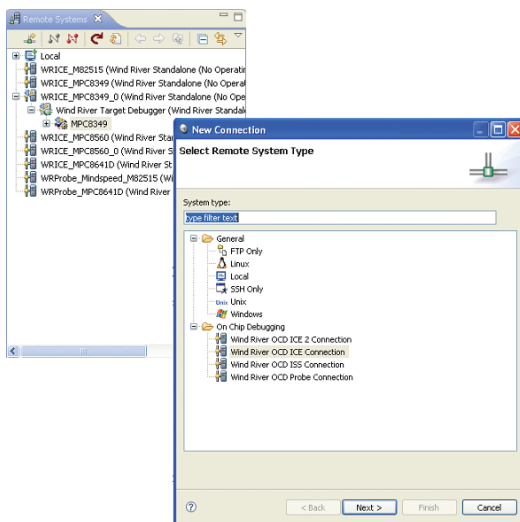 Remote Systems
Local
WRICE_M82515 (Wind River Standalone (No Operatin
WRICE_MPC8349 (Wind River Standalone (No Operat
WRICE_MPC8349_0 (Wind River Standalone (No Ope
Wind River Target Debugger (Wind River Standal
MPC8349
WRICE_MPC8560 (Wind River Sta
WRICE_MPC8560_0 (Wind River S
WRICE_MPC8641D (Wind River St
WRProbe_Mindspeed_M82515 (Wi
WRProbe_MPC8641D (Wind River
New Connection
Select Remote System Type
System type:
type filter text
General
FTP Only
Linux
Local
SSH Only
Unix Unix
Windows
On Chip Debugging
Wind River OCD ICE 2 Connection
Wind River OCD ICE Connection
Wind River OCD ISS Connection
Wind River OCD Probe Connection
< Back Next > Finish Cancel